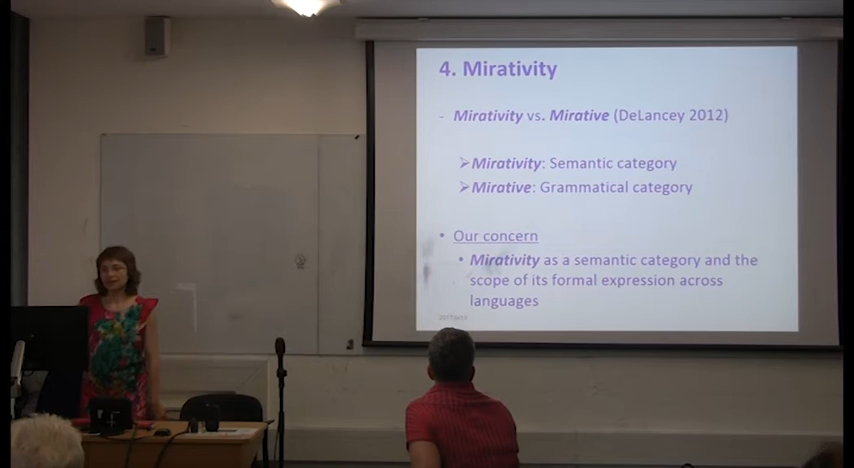 4. Mirativity
- Mirativity vs. Mirative (DeLancey 2012)
➢Mirativity: Semantic category
➢Mirative: Grammatical category
• Our concern
• Mirativity as a semantic category and the
scope of its formal expression across
languages